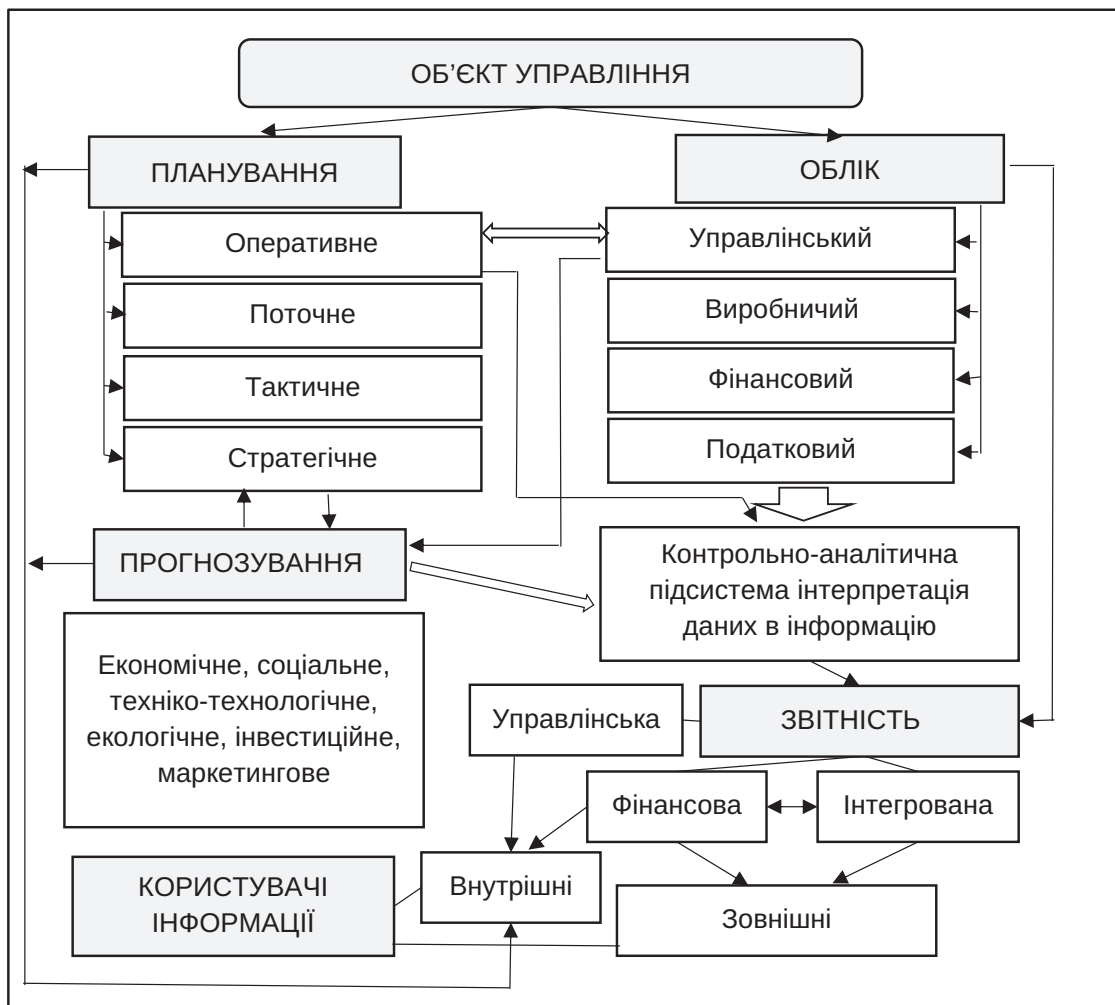 ОБ’ЄКТ УПРАВЛІННЯ
ПЛАНУВАННЯ
ОБЛІК
Оперативне
Управлінський
Поточне
Виробничий
Тактичне
Фінансовий
Стратегічне
Податковий
ПРОГНОЗУВАННЯ
Контрольно-аналітична
підсистема інтерпретація
даних в інформацію
Економічне, соціальне,
техніко-технологічне,
екологічне, інвестиційне,
маркетингове
Управлінська
ЗВІТНІСТЬ
Фінансова
Інтегрована
КОРИСТУВАЧІ
ІНФОРМАЦІЇ
Внутрішні
Зовнішні